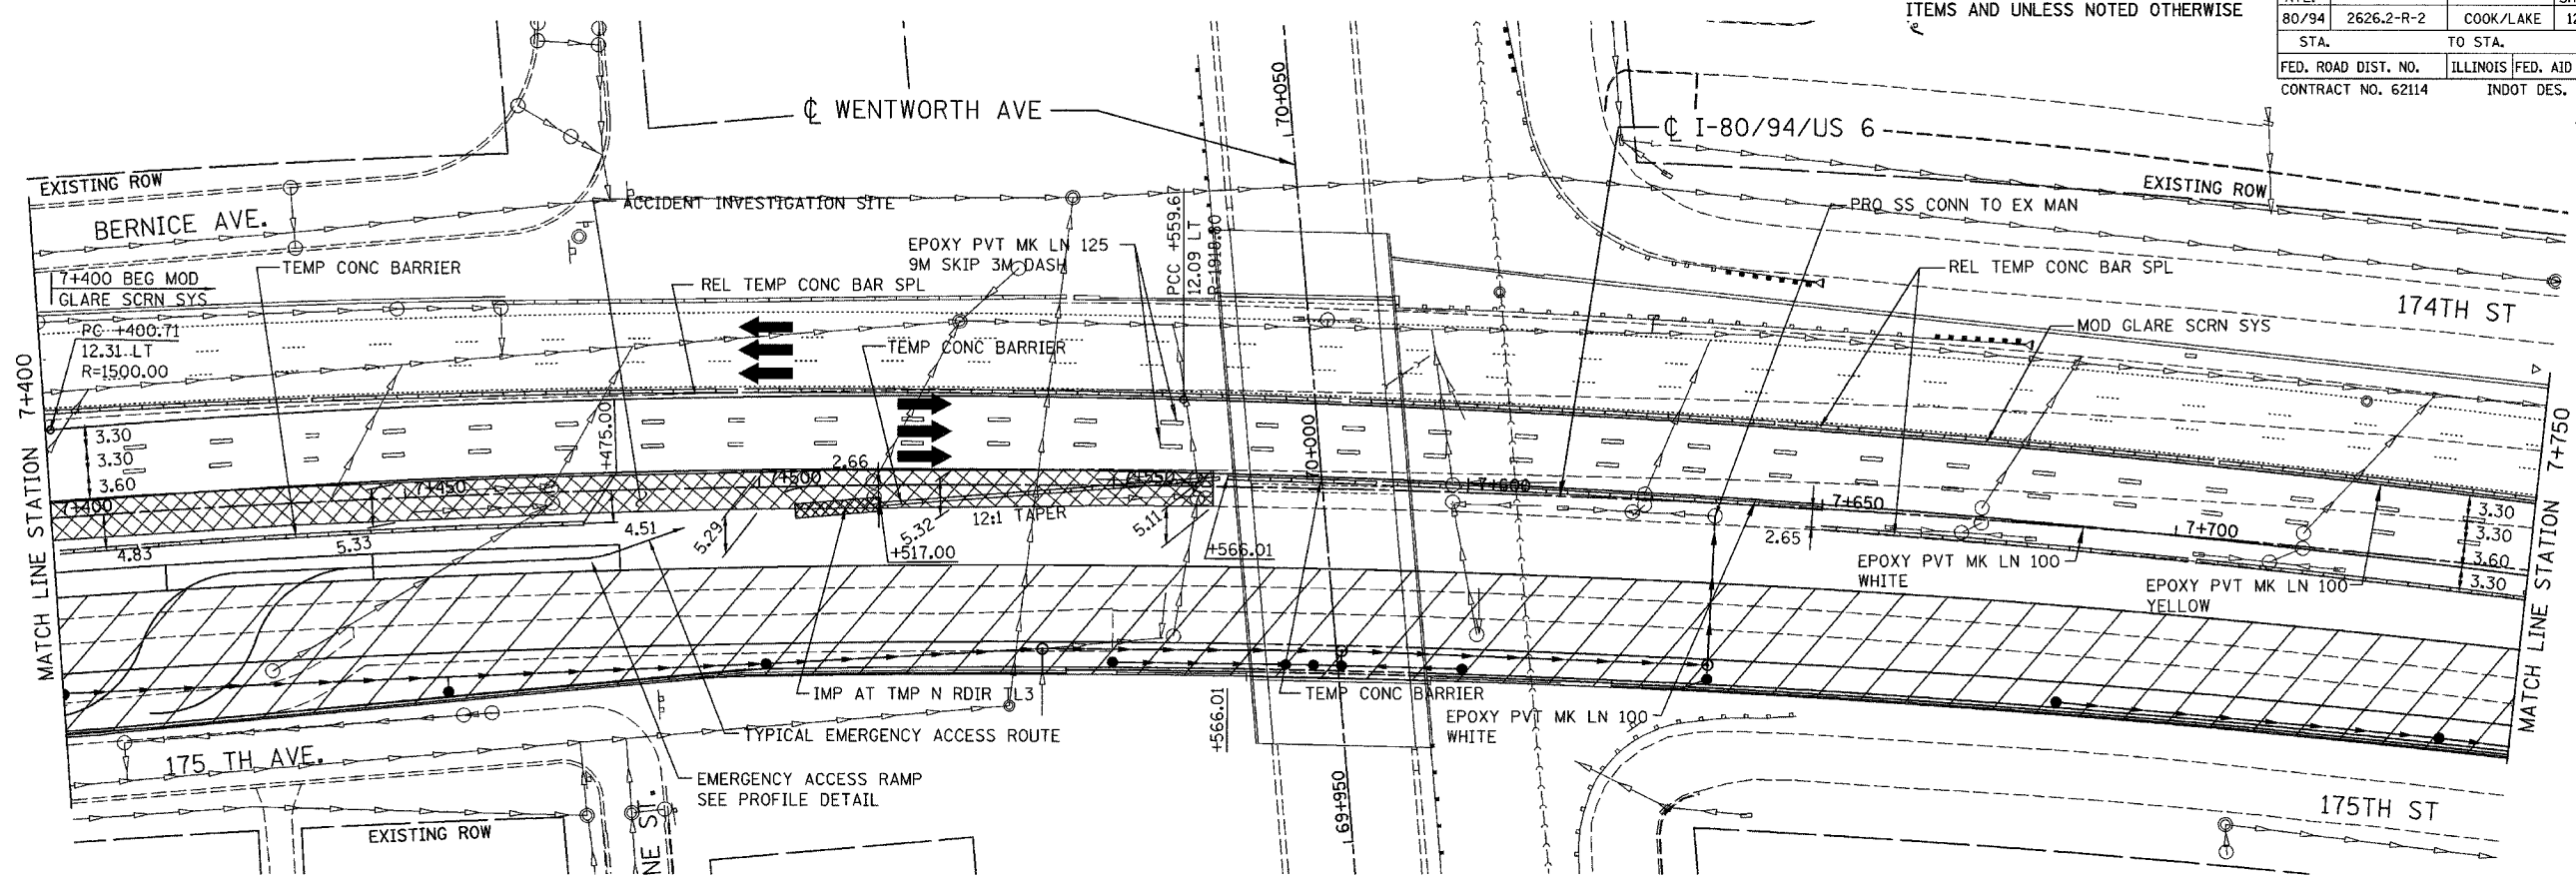 ITEMS AND UNLESS NOTED OTHERWISE
80/94 2626.2-R-2 COOK/LAKE
STA. TO STA.
FED. ROAD DIST. NO. ILLINOIS FED. AID
CONTRACT NO. 62114 INDOT DES.
70+050
℄ WENTWORTH AVE
℄ I-80/94/US 6
EXISTING ROW
EXISTING ROW
BERNICE AVE.
ACCIDENT INVESTIGATION SITE
PRO SS CONN TO EX MAN
PCC +559.67
12.09 LT
R=1918.80
EPOXY PVT MK LN 125
9M SKIP 3M DASH
TEMP CONC BARRIER
7+400 BEG MOD
GLARE SCRN SYS
REL TEMP CONC BAR SPL
REL TEMP CONC BAR SPL
174TH ST
MOD GLARE SCRN SYS
PC +400.71
12.31 LT
R=1500.00
TEMP CONC BARRIER
MATCH LINE STATION 7+400
MATCH LINE STATION 7+750
3.30
3.30
3.60
+475.00
70+000
2.66
7+400
7+450
7+500
7+550
7+600
7+650
7+700
4.83
5.33
4.51
5.29
5.32
12:1 TAPER
5.11
+517.00
+566.01
2.65
EPOXY PVT MK LN 100
WHITE
EPOXY PVT MK LN 100
YELLOW
3.30
3.30
3.60
3.30
IMP AT TMP N RDIR TL3
TEMP CONC BARRIER
EPOXY PVT MK LN 100
WHITE
+566.01
TYPICAL EMERGENCY ACCESS ROUTE
175 TH AVE.
EMERGENCY ACCESS RAMP
SEE PROFILE DETAIL
69+950
175TH ST
EXISTING ROW
NE ST.